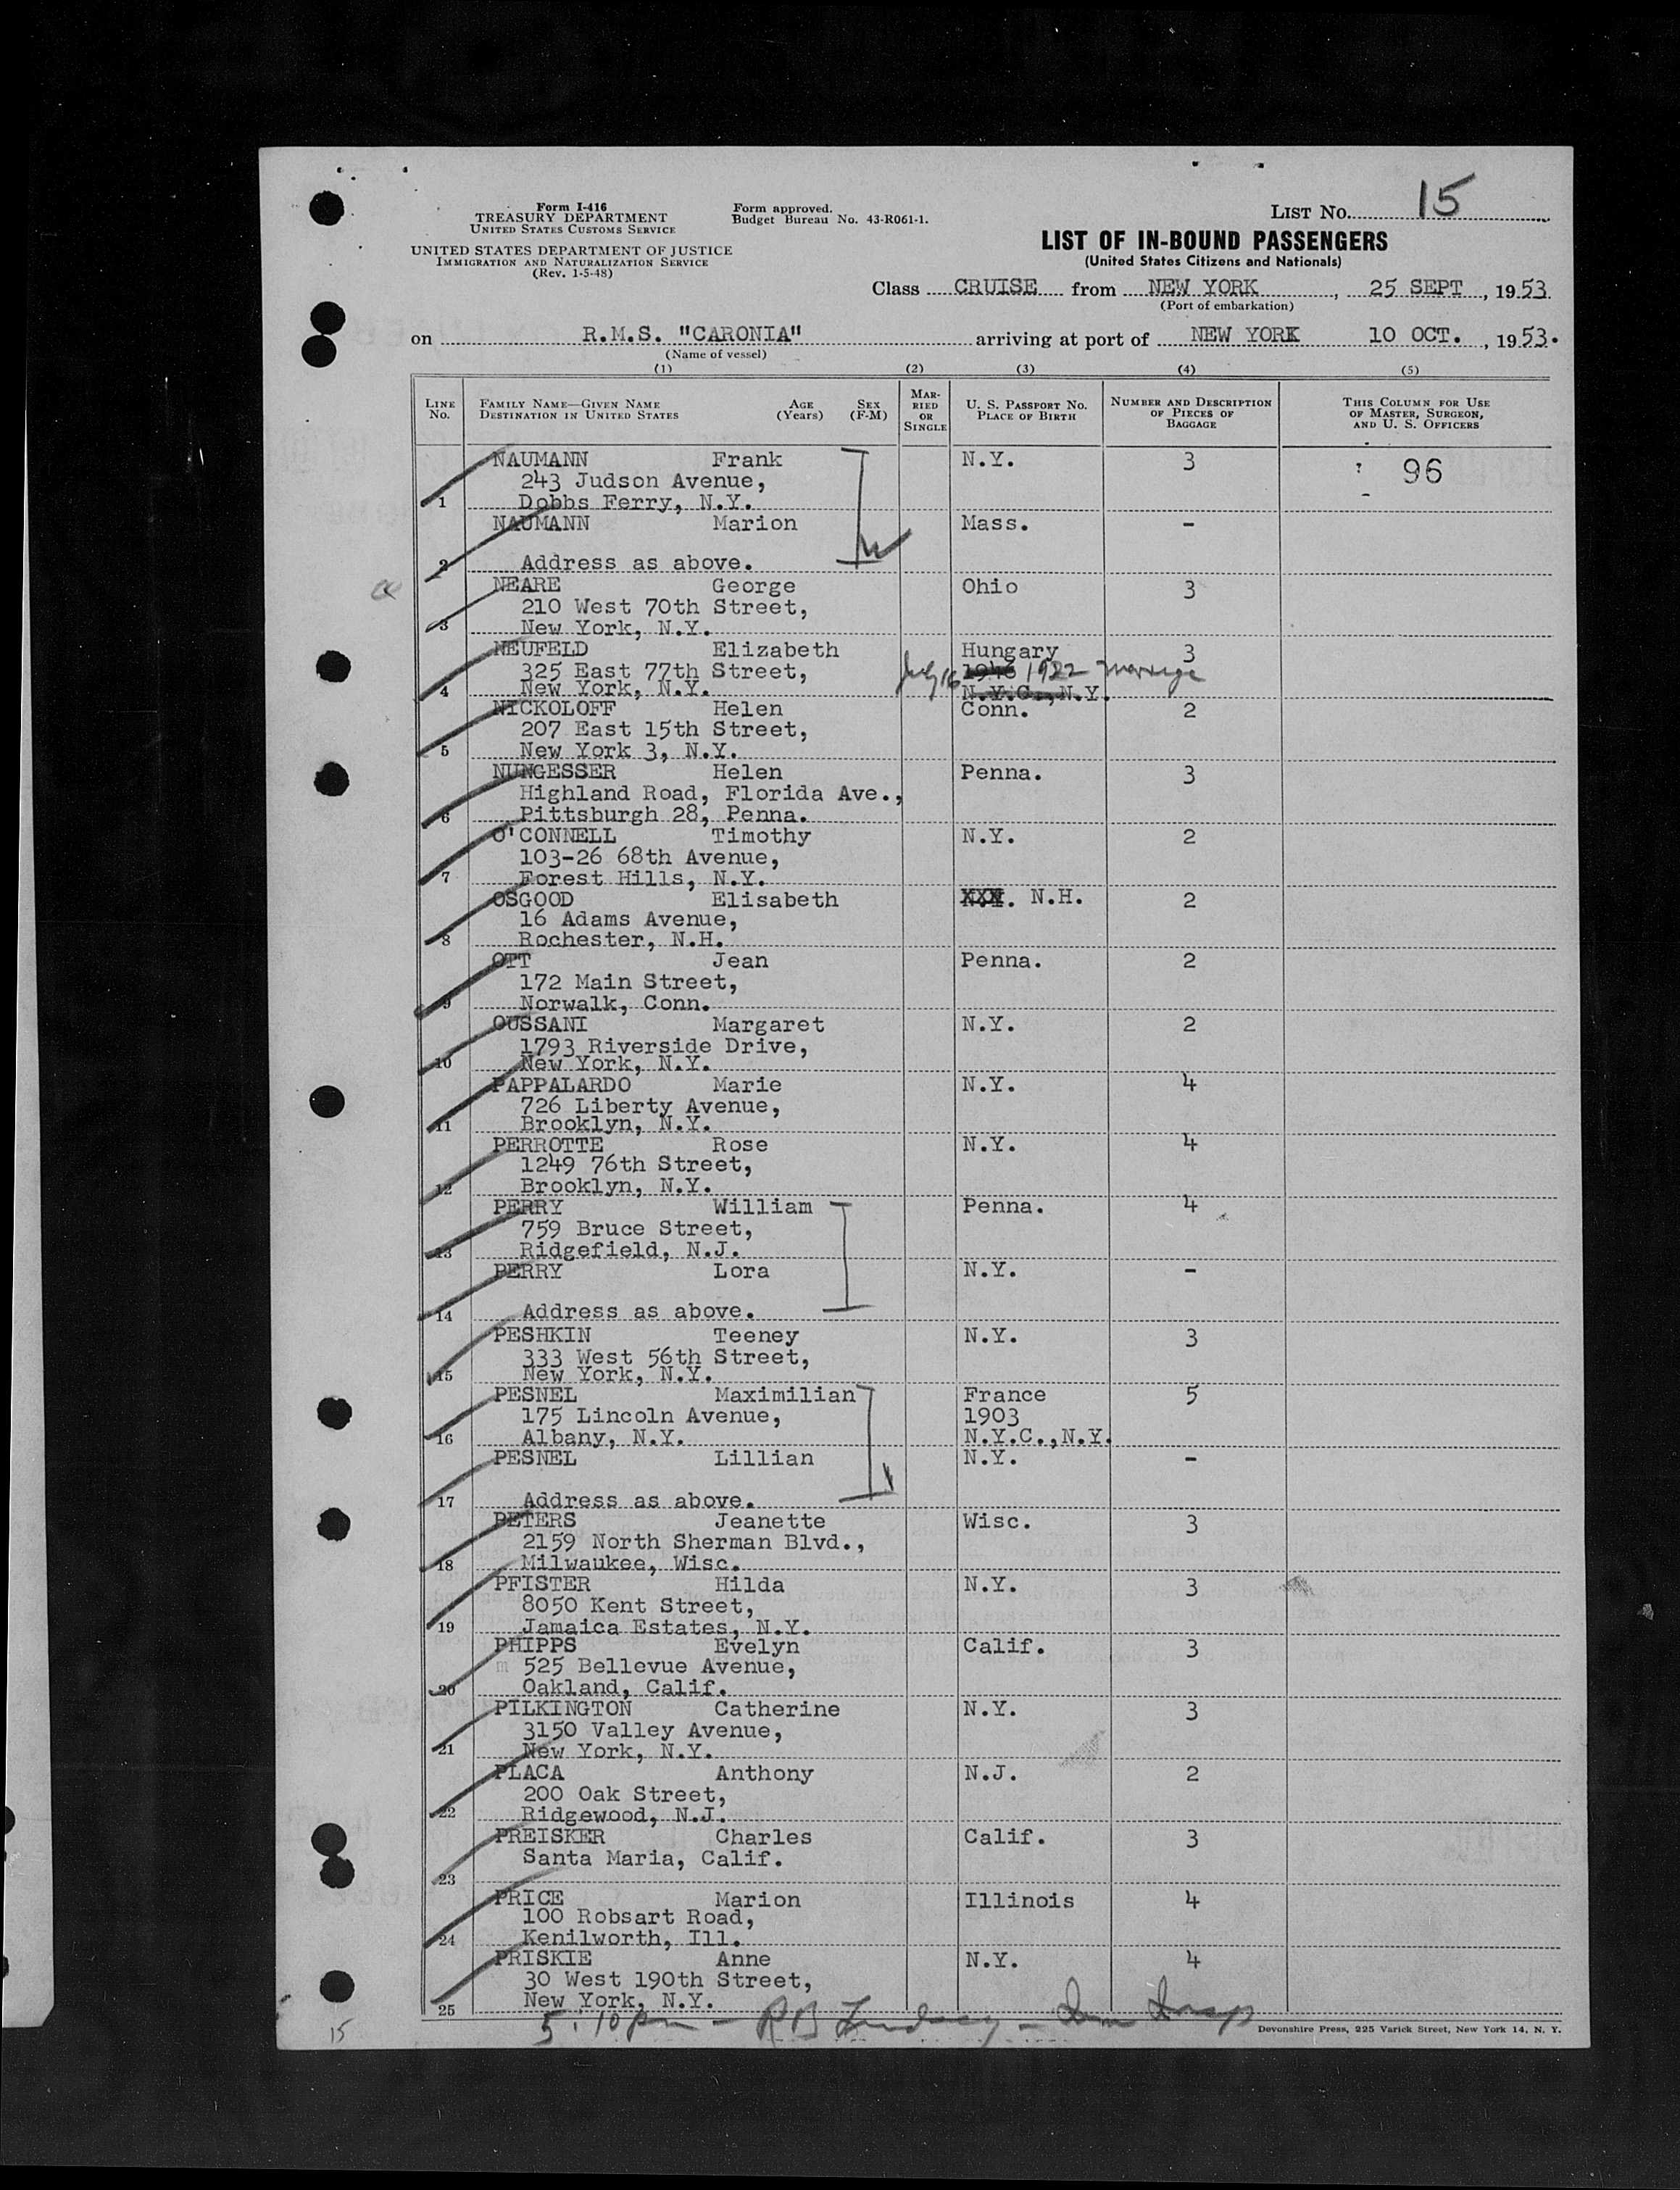 Form I-416
TREASURY DEPARTMENT
UNITED STATES CUSTOMS SERVICE
UNITED STATES DEPARTMENT OF JUSTICE
IMMIGRATION AND NATURALIZATION SERVICE
(Rev. 1-5-48)
Form approved.
Budget Bureau No. 43-R061-1.
LIST NO. 15
LIST OF IN-BOUND PASSENGERS
(United States Citizens and Nationals)
Class CRUISE from NEW YORK, 25 SEPT, 1953
(Port of embarkation)
on R.M.S. "CARONIA" arriving at port of NEW YORK 10 OCT., 1953.
(Name of vessel)
(1) (2) (3) (4) (5)
LINE NO.
FAMILY NAME—GIVEN NAME DESTINATION IN UNITED STATES
AGE (Years)
SEX (F-M)
MARRIED OR SINGLE
U. S. PASSPORT NO. PLACE OF BIRTH
NUMBER AND DESCRIPTION OF PIECES OF BAGGAGE
THIS COLUMN FOR USE OF MASTER, SURGEON, AND U. S. OFFICERS
NAUMANN Frank N.Y. 3 96
243 Judson Avenue,
1 Dobbs Ferry, N.Y.
NAUMANN Marion Mass. -
2 Address as above.
NEARE George Ohio 3
210 West 70th Street,
3 New York, N.Y.
NEUFELD Elizabeth Hungary 3
325 East 77th Street, July 16 1946 1922 marriage
4 New York, N.Y. N.Y.C., N.Y.
NICKOLOFF Helen Conn. 2
207 East 15th Street,
5 New York 3, N.Y.
NUNGESSER Helen Penna. 3
Highland Road, Florida Ave.,
6 Pittsburgh 28, Penna.
O'CONNELL Timothy N.Y. 2
103-26 68th Avenue,
7 Forest Hills, N.Y.
OSGOOD Elisabeth N.H. 2
16 Adams Avenue,
8 Rochester, N.H.
OTT Jean Penna. 2
172 Main Street,
9 Norwalk, Conn.
OUSSANI Margaret N.Y. 2
1793 Riverside Drive,
10 New York, N.Y.
PAPPALARDO Marie N.Y. 4
726 Liberty Avenue,
11 Brooklyn, N.Y.
PERROTTE Rose N.Y. 4
1249 76th Street,
12 Brooklyn, N.Y.
PERRY William Penna. 4
759 Bruce Street,
13 Ridgefield, N.J.
PERRY Lora N.Y. -
14 Address as above.
PESHKIN Teeney N.Y. 3
333 West 56th Street,
15 New York, N.Y.
PESNEL Maximilian France 5
175 Lincoln Avenue, 1903
16 Albany, N.Y. N.Y.C.,N.Y.
PESNEL Lillian N.Y. -
17 Address as above.
PETERS Jeanette Wisc. 3
2159 North Sherman Blvd.,
18 Milwaukee, Wisc.
PFISTER Hilda N.Y. 3
8050 Kent Street,
19 Jamaica Estates, N.Y.
PHIPPS Evelyn Calif. 3
m 525 Bellevue Avenue,
20 Oakland, Calif.
PILKINGTON Catherine N.Y. 3
3150 Valley Avenue,
21 New York, N.Y.
PLACA Anthony N.J. 2
200 Oak Street,
22 Ridgewood, N.J.
PREISKER Charles Calif. 3
Santa Maria, Calif.
23
PRICE Marion Illinois 4
100 Robsart Road,
24 Kenilworth, Ill.
PRISKIE Anne N.Y. 4
30 West 190th Street,
25 New York, N.Y.
5:10 pm - RB Lindsay -
Devonshire Press, 225 Varick Street, New York 14, N. Y.
15